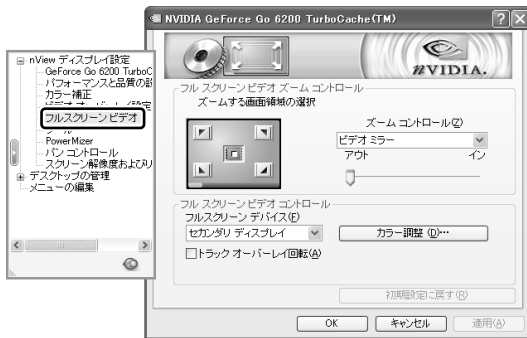 NVIDIA GeForce Go 6200 TurboCache(TM)
nView ディスプレイ設定
GeForce Go 6200 TurboC
パフォーマンスと品質の
カラー補正
フルスクリーン ビデオ
PowerMizer
パン コントロール
スクリーン解像度および
デスクトップの管理
メニューの編集
NVIDIA.
フル スクリーン ビデオ ズーム コントロール
ズームする画面領域の選択
ズーム コントロール(Z)
ビデオ ミラー
アウト
イン
フル スクリーン ビデオ コントロール
フルスクリーン デバイス(F)
セカンダリ ディスプレイ
カラー調整 (D)...
トラック オーバーレイ回転(A)
初期設定に戻す(R)
OK
キャンセル
適用(A)